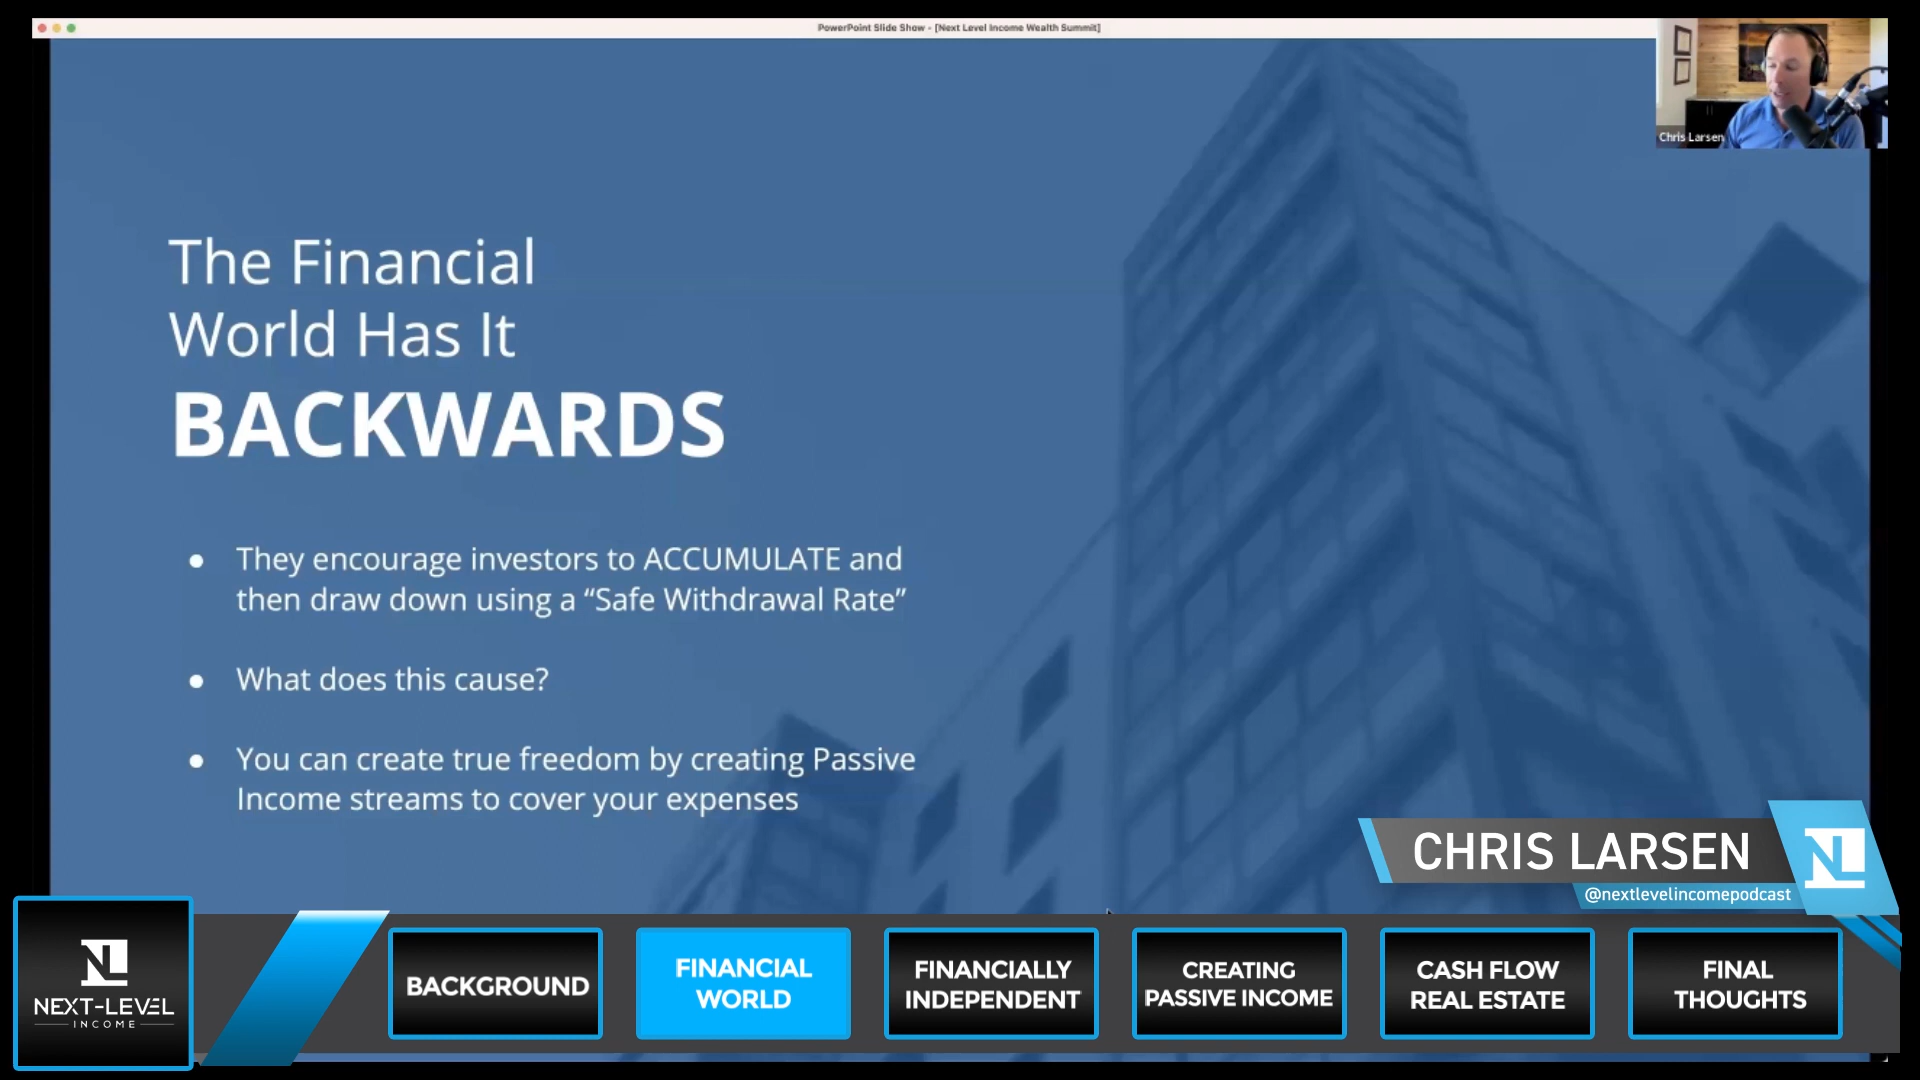 PowerPoint Slide Show - [Next Level Income Wealth Summit]
Chris Larsen
The Financial
World Has It
BACKWARDS
● They encourage investors to ACCUMULATE and
then draw down using a “Safe Withdrawal Rate”
● What does this cause?
● You can create true freedom by creating Passive
Income streams to cover your expenses
CHRIS LARSEN
NL
@nextlevelincomepodcast
NL
NEXT-LEVEL
INCOME
BACKGROUND
FINANCIAL
WORLD
FINANCIALLY
INDEPENDENT
CREATING
PASSIVE INCOME
CASH FLOW
REAL ESTATE
FINAL
THOUGHTS